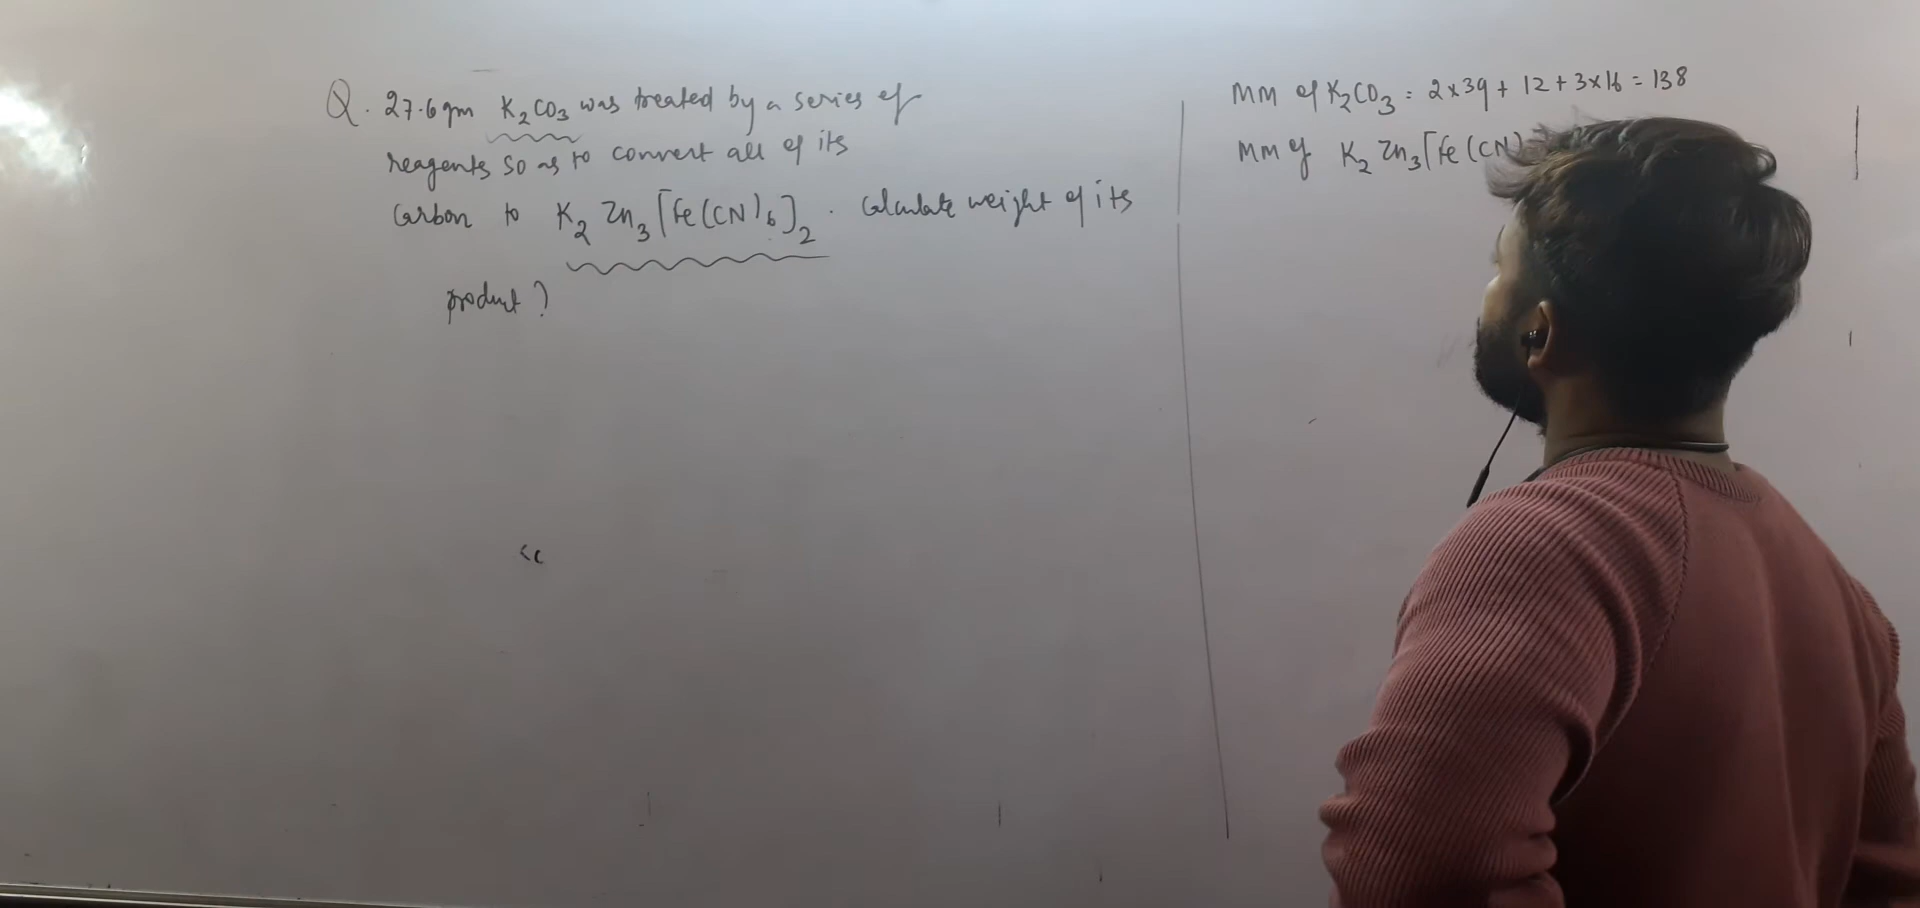 Q. 27.6 gm K₂CO₃ was treated by a series of
reagents so as to convert all of its
Carbon to K₂ Zn₃ [Fe(CN)₆]₂ . Calculate weight of its
product ?
MM of K₂CO₃ = 2×39 + 12 + 3×16 = 138
MM of K₂ Zn₃ [Fe(CN)